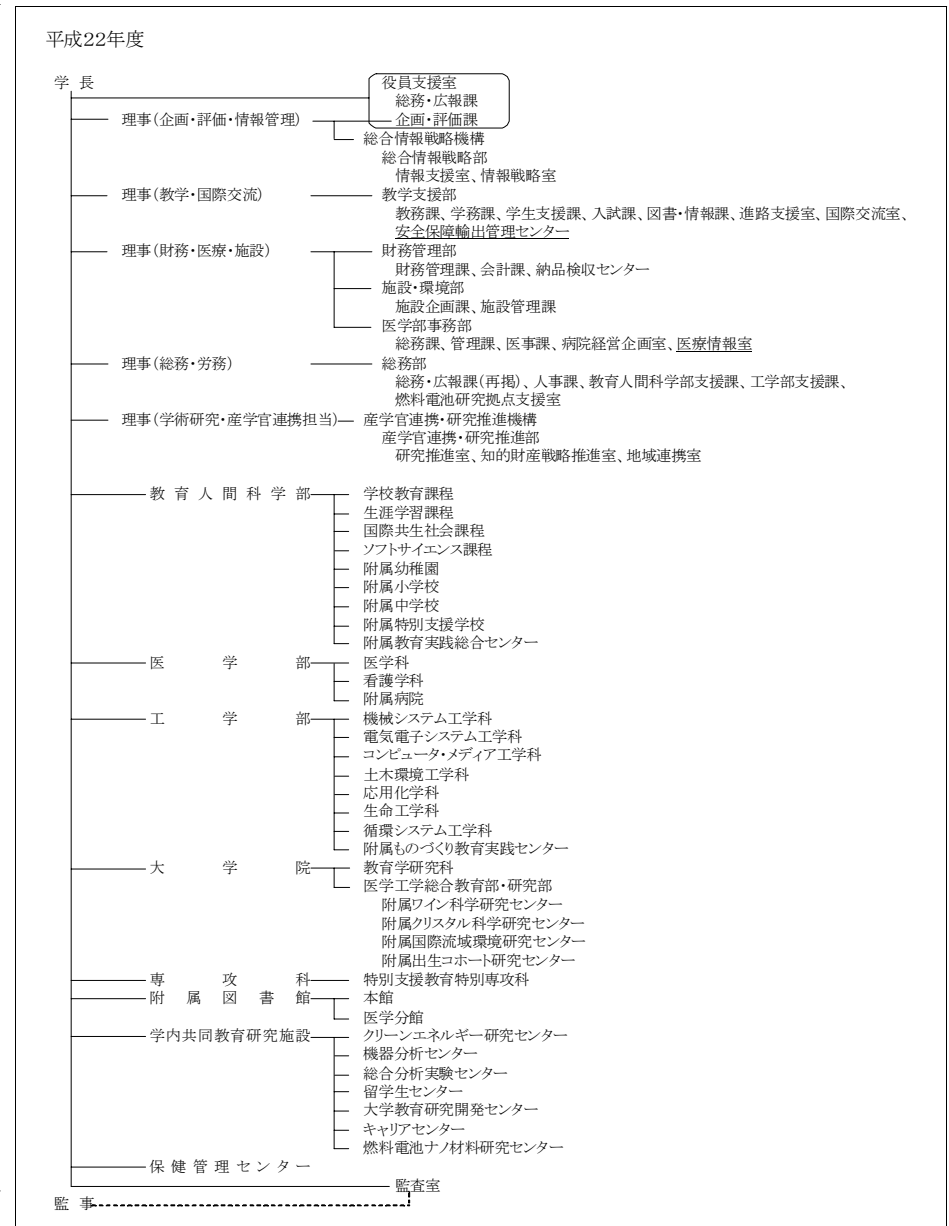 平成22年度
学 長
役員支援室
総務・広報課
理事(企画・評価・情報管理) 企画・評価課
総合情報戦略機構
総合情報戦略部
情報支援室、情報戦略室
理事(教学・国際交流) 教学支援部
教務課、学務課、学生支援課、入試課、図書・情報課、進路支援室、国際交流室、
安全保障輸出管理センター
理事(財務・医療・施設) 財務管理部
財務管理課、会計課、納品検収センター
施設・環境部
施設企画課、施設管理課
医学部事務部
総務課、管理課、医事課、病院経営企画室、医療情報室
理事(総務・労務) 総務部
総務・広報課(再掲)、人事課、教育人間科学部支援課、工学部支援課、
燃料電池研究拠点支援室
理事(学術研究・産学官連携担当) 産学官連携・研究推進機構
産学官連携・研究推進部
研究推進室、知的財産戦略推進室、地域連携室
教育人間科学部 学校教育課程
生涯学習課程
国際共生社会課程
ソフトサイエンス課程
附属幼稚園
附属小学校
附属中学校
附属特別支援学校
附属教育実践総合センター
医学部 医学科
看護学科
附属病院
工学部 機械システム工学科
電気電子システム工学科
コンピュータ・メディア工学科
土木環境工学科
応用化学科
生命工学科
循環システム工学科
附属ものづくり教育実践センター
大学院 教育学研究科
医学工学総合教育部・研究部
附属ワイン科学研究センター
附属クリスタル科学研究センター
附属国際流域環境研究センター
附属出生コホート研究センター
専攻科 特別支援教育特別専攻科
附属図書館 本館
医学分館
学内共同教育研究施設 クリーンエネルギー研究センター
機器分析センター
総合分析実験センター
留学生センター
大学教育研究開発センター
キャリアセンター
燃料電池ナノ材料研究センター
保健管理センター
監査室
監 事